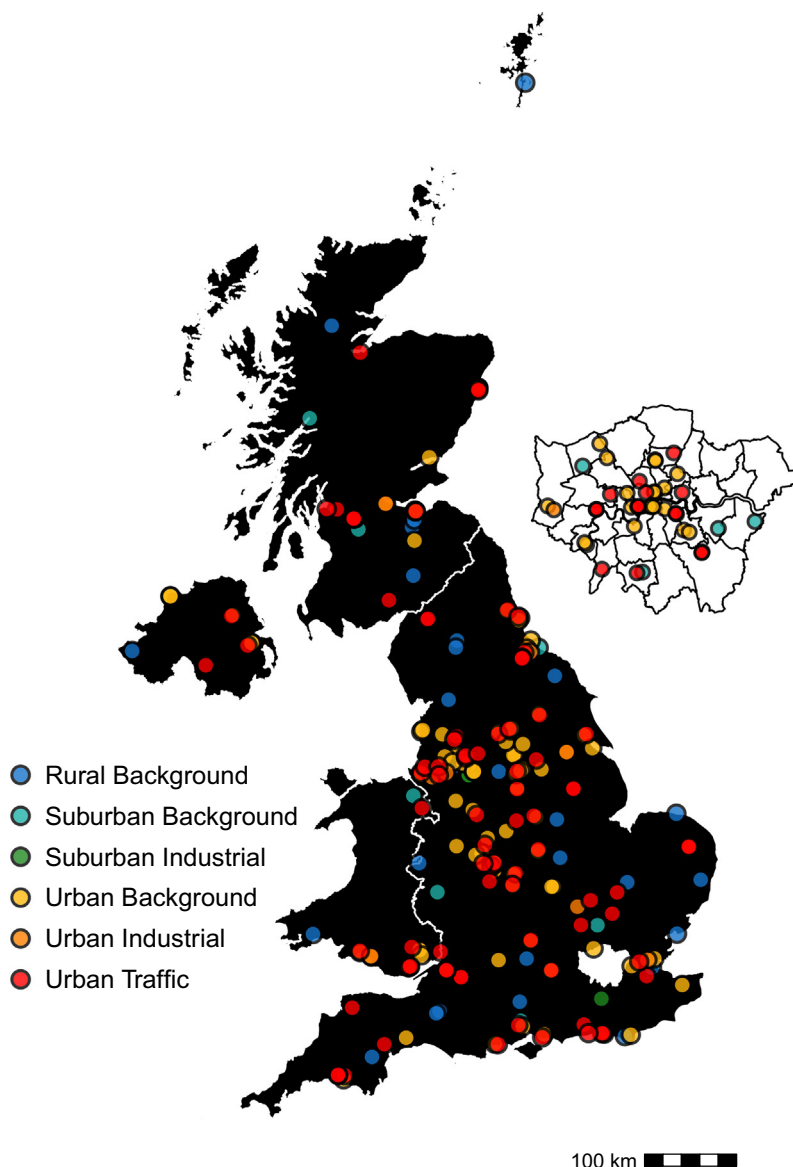 Rural Background
Suburban Background
Suburban Industrial
Urban Background
Urban Industrial
Urban Traffic
100 km